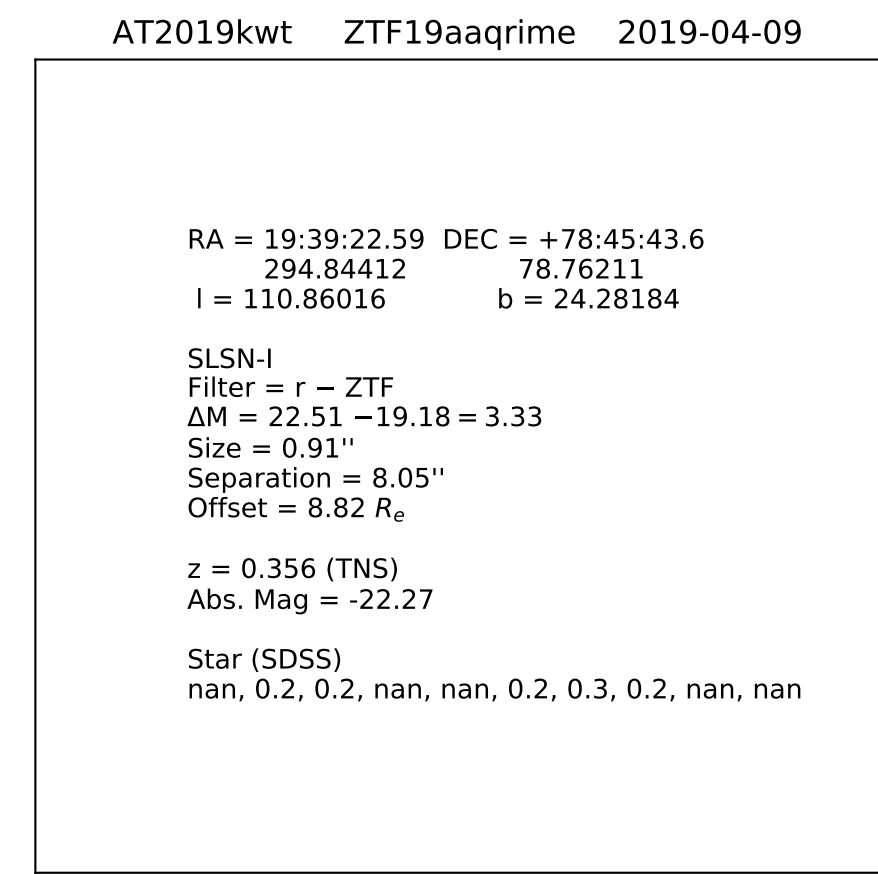 AT2019kwt ZTF19aaqrime 2019-04-09
RA = 19:39:22.59 DEC = +78:45:43.6
294.84412 78.76211
l = 110.86016 b = 24.28184
SLSN-I
Filter = r − ZTF
ΔM = 22.51 −19.18 = 3.33
Size = 0.91''
Separation = 8.05''
Offset = 8.82 Re
z = 0.356 (TNS)
Abs. Mag = -22.27
Star (SDSS)
nan, 0.2, 0.2, nan, nan, 0.2, 0.3, 0.2, nan, nan